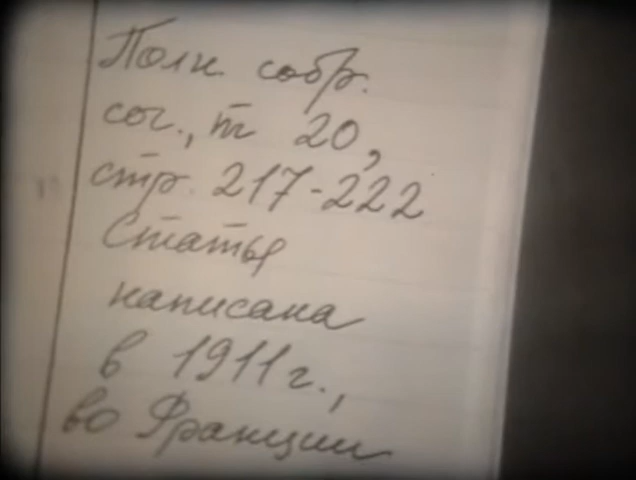 Полн. собр.
соч., т 20,
стр. 217-222
Статья
написана
в 1911 г.,
во Франции